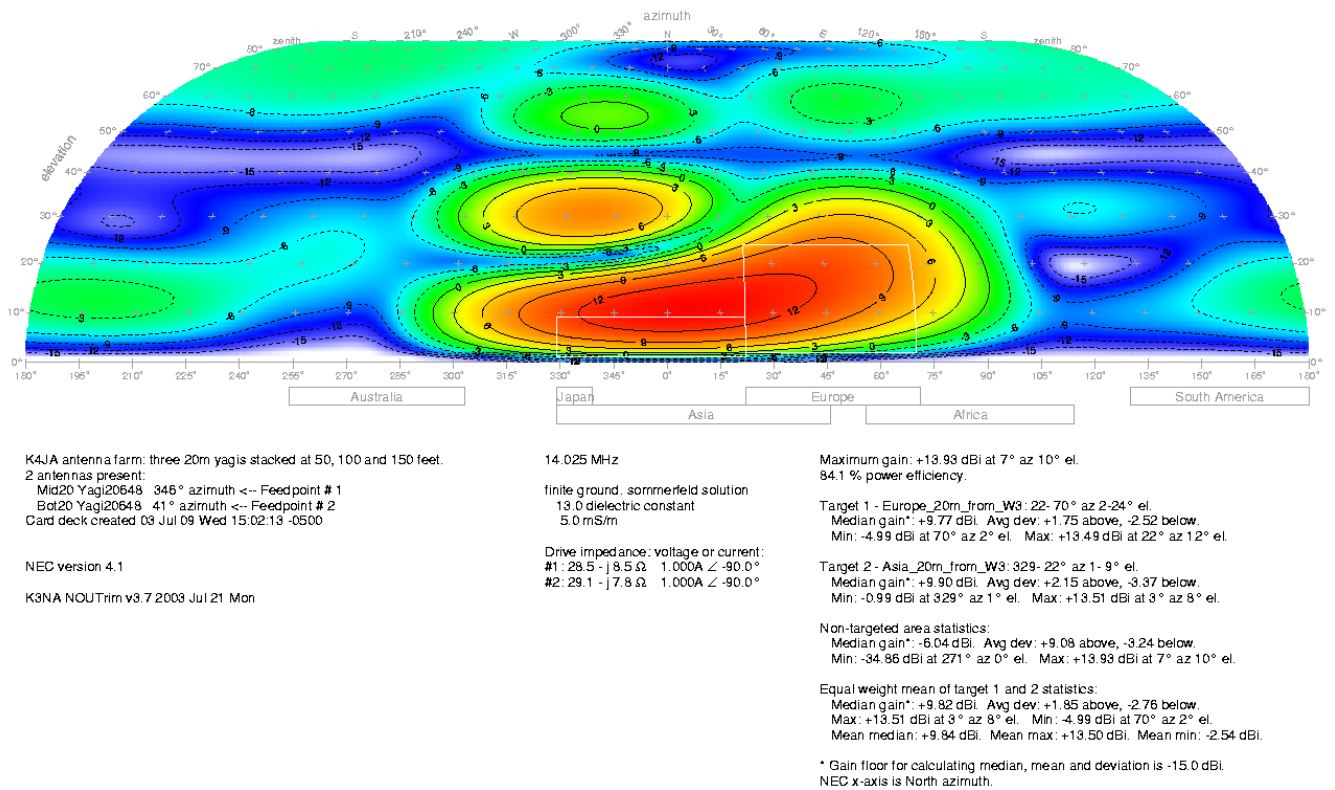 azimuth
zenith S 210° 240° W 300° 330° N 30° 60° E 120° 150° S zenith
80° 80°
70° 70°
60° 60°
50° 50°
40° 40°
30° 30°
20° 20°
10° 10°
0° 0°
elevation
180° 195° 210° 225° 240° 255° 270° 285° 300° 315° 330° 345° 0° 15° 30° 45° 60° 75° 90° 105° 120° 135° 150° 165° 180°
Australia Japan Europe South America
Asia Africa
K4JA antenna farm: three 20m yagis stacked at 50, 100 and 150 feet.
2 antennas present:
Mid20 Yagi20648 346° azimuth <-- Feedpoint # 1
Bot20 Yagi20648 41° azimuth <-- Feedpoint # 2
Card deck created 03 Jul 09 Wed 15:02:13 -0500
NEC version 4.1
K3NA NOUTrim v3.7 2003 Jul 21 Mon
14.025 MHz
finite ground. sommerfeld solution
13.0 dielectric constant
5.0 mS/m
Drive impedance: voltage or current:
#1: 28.5 - j 8.5 Ω 1.000A ∠ -90.0°
#2: 29.1 - j 7.8 Ω 1.000A ∠ -90.0°
Maximum gain: +13.93 dBi at 7° az 10° el.
84.1 % power efficiency.
Target 1 - Europe_20m_from_W3: 22- 70° az 2-24° el.
Median gain*: +9.77 dBi. Avg dev: +1.75 above, -2.52 below.
Min: -4.99 dBi at 70° az 2° el. Max: +13.49 dBi at 22° az 12° el.
Target 2 - Asia_20m_from_W3: 329- 22° az 1- 9° el.
Median gain*: +9.90 dBi. Avg dev: +2.15 above, -3.37 below.
Min: -0.99 dBi at 329° az 1° el. Max: +13.51 dBi at 3° az 8° el.
Non-targeted area statistics:
Median gain*: -6.04 dBi. Avg dev: +9.08 above, -3.24 below.
Min: -34.86 dBi at 271° az 0° el. Max: +13.93 dBi at 7° az 10° el.
Equal weight mean of target 1 and 2 statistics:
Median gain*: +9.82 dBi. Avg dev: +1.85 above, -2.76 below.
Max: +13.51 dBi at 3° az 8° el. Min: -4.99 dBi at 70° az 2° el.
Mean median: +9.84 dBi. Mean max: +13.50 dBi. Mean min: -2.54 dBi.
* Gain floor for calculating median, mean and deviation is -15.0 dBi.
NEC x-axis is North azimuth.